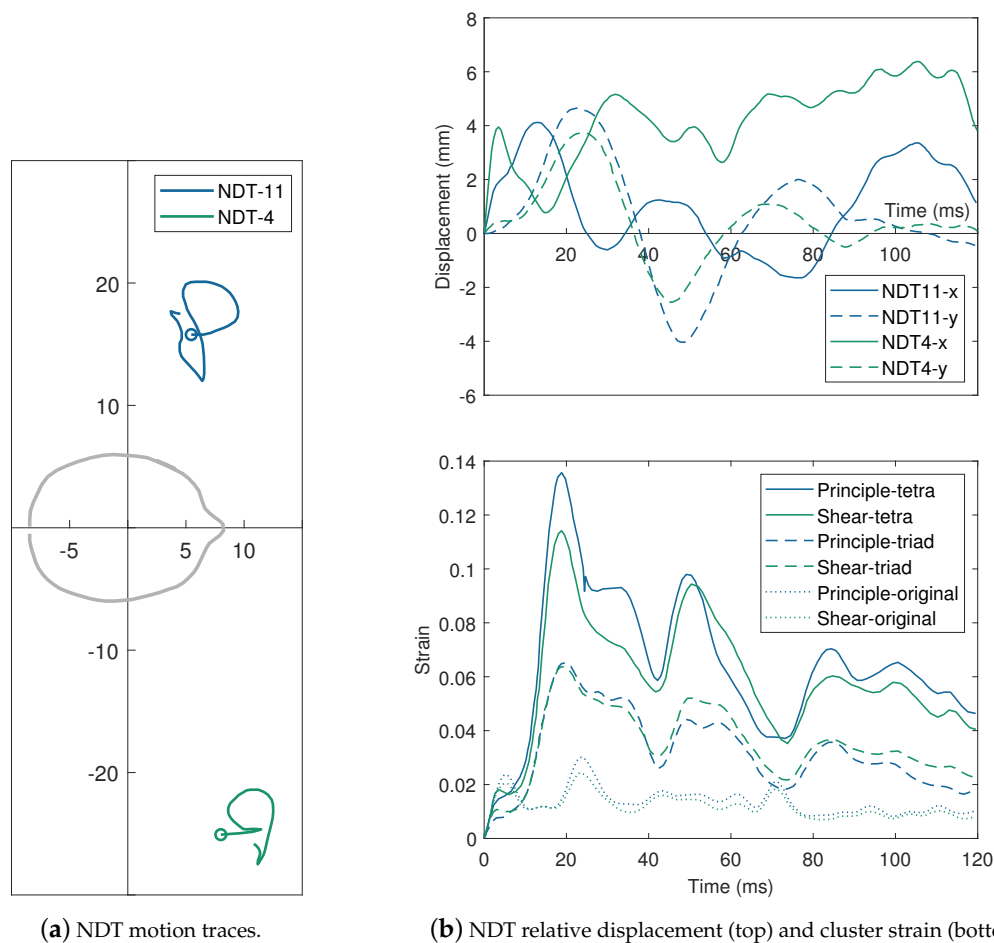 NDT-11
NDT-4
20
10
-5
5
10
-10
-20
(a) NDT motion traces.
8
6
4
2
0
-2
-4
-6
Displacement (mm)
20
40
60
80
100
Time (ms)
NDT11-x
NDT11-y
NDT4-x
NDT4-y
0.14
0.12
0.1
0.08
0.06
0.04
0.02
0
Strain
Principle-tetra
Shear-tetra
Principle-triad
Shear-triad
Principle-original
Shear-original
0
20
40
60
80
100
120
Time (ms)
(b) NDT relative displacement (top) and cluster strain (botto